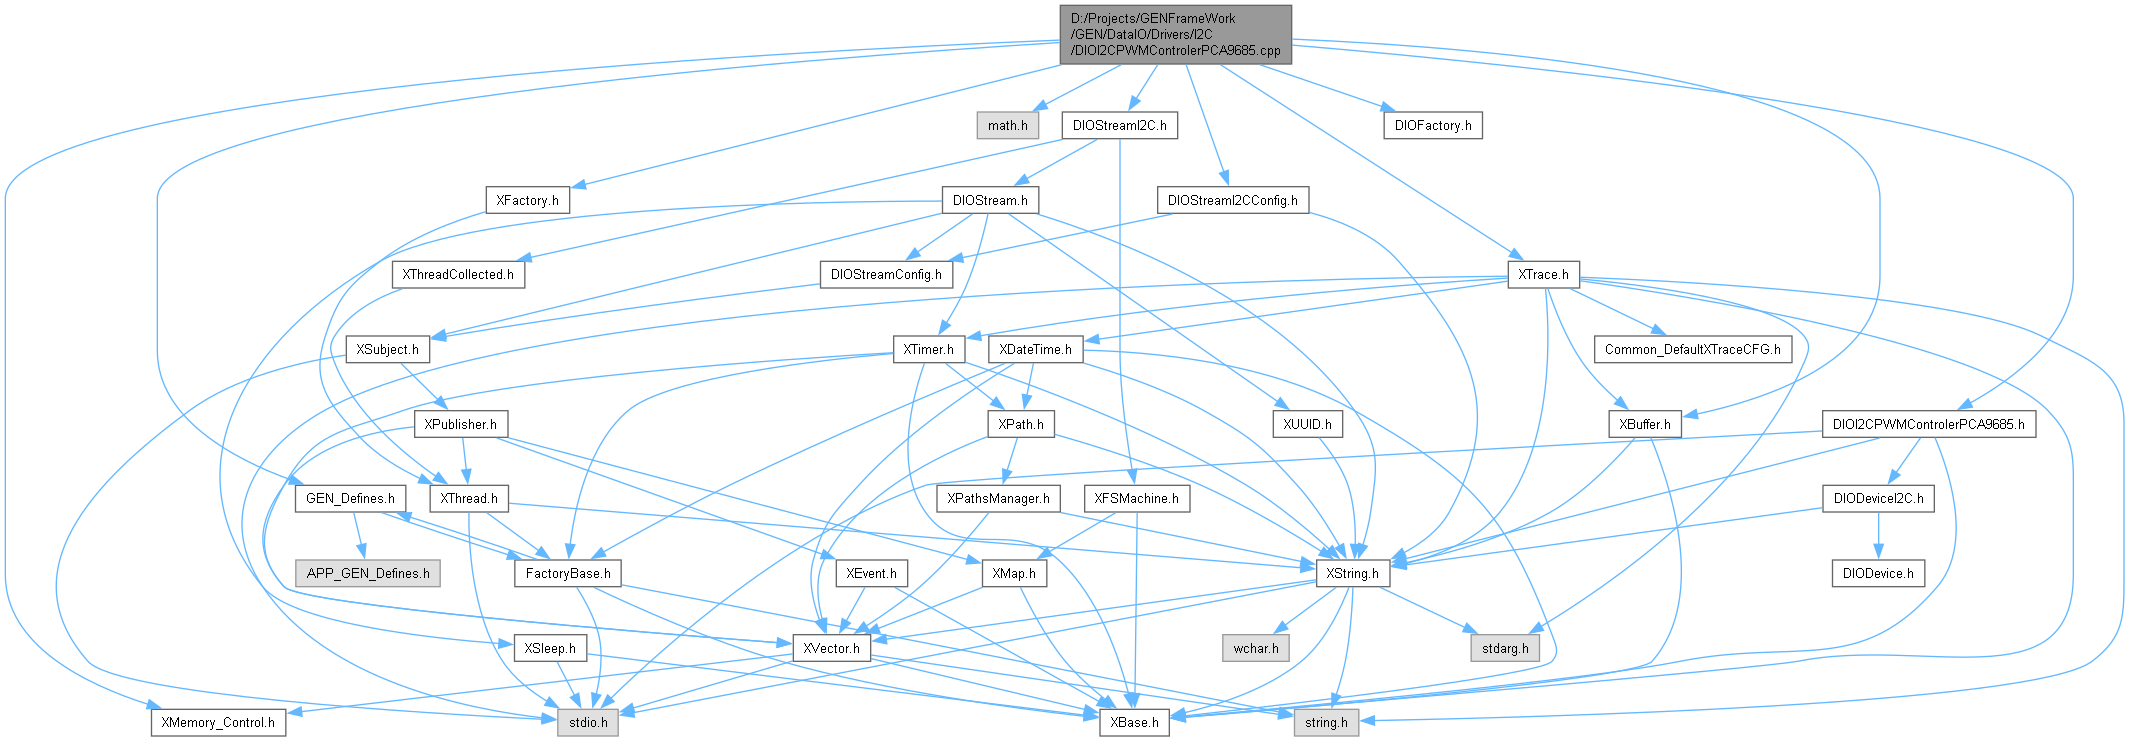 D:/Projects/GENFrameWork
/GEN/DataIO/Drivers/I2C
/DIOI2CPWMControlerPCA9685.cpp
math.h
DIOStreamI2C.h
DIOFactory.h
XFactory.h
DIOStream.h
DIOStreamI2CConfig.h
XThreadCollected.h
DIOStreamConfig.h
XTrace.h
XSubject.h
XTimer.h
XDateTime.h
Common_DefaultXTraceCFG.h
XPublisher.h
XPath.h
XUUID.h
XBuffer.h
DIOI2CPWMControlerPCA9685.h
GEN_Defines.h
XThread.h
XPathsManager.h
XFSMachine.h
DIODeviceI2C.h
APP_GEN_Defines.h
FactoryBase.h
XEvent.h
XMap.h
XString.h
DIODevice.h
XSleep.h
XVector.h
wchar.h
stdarg.h
XMemory_Control.h
stdio.h
XBase.h
string.h